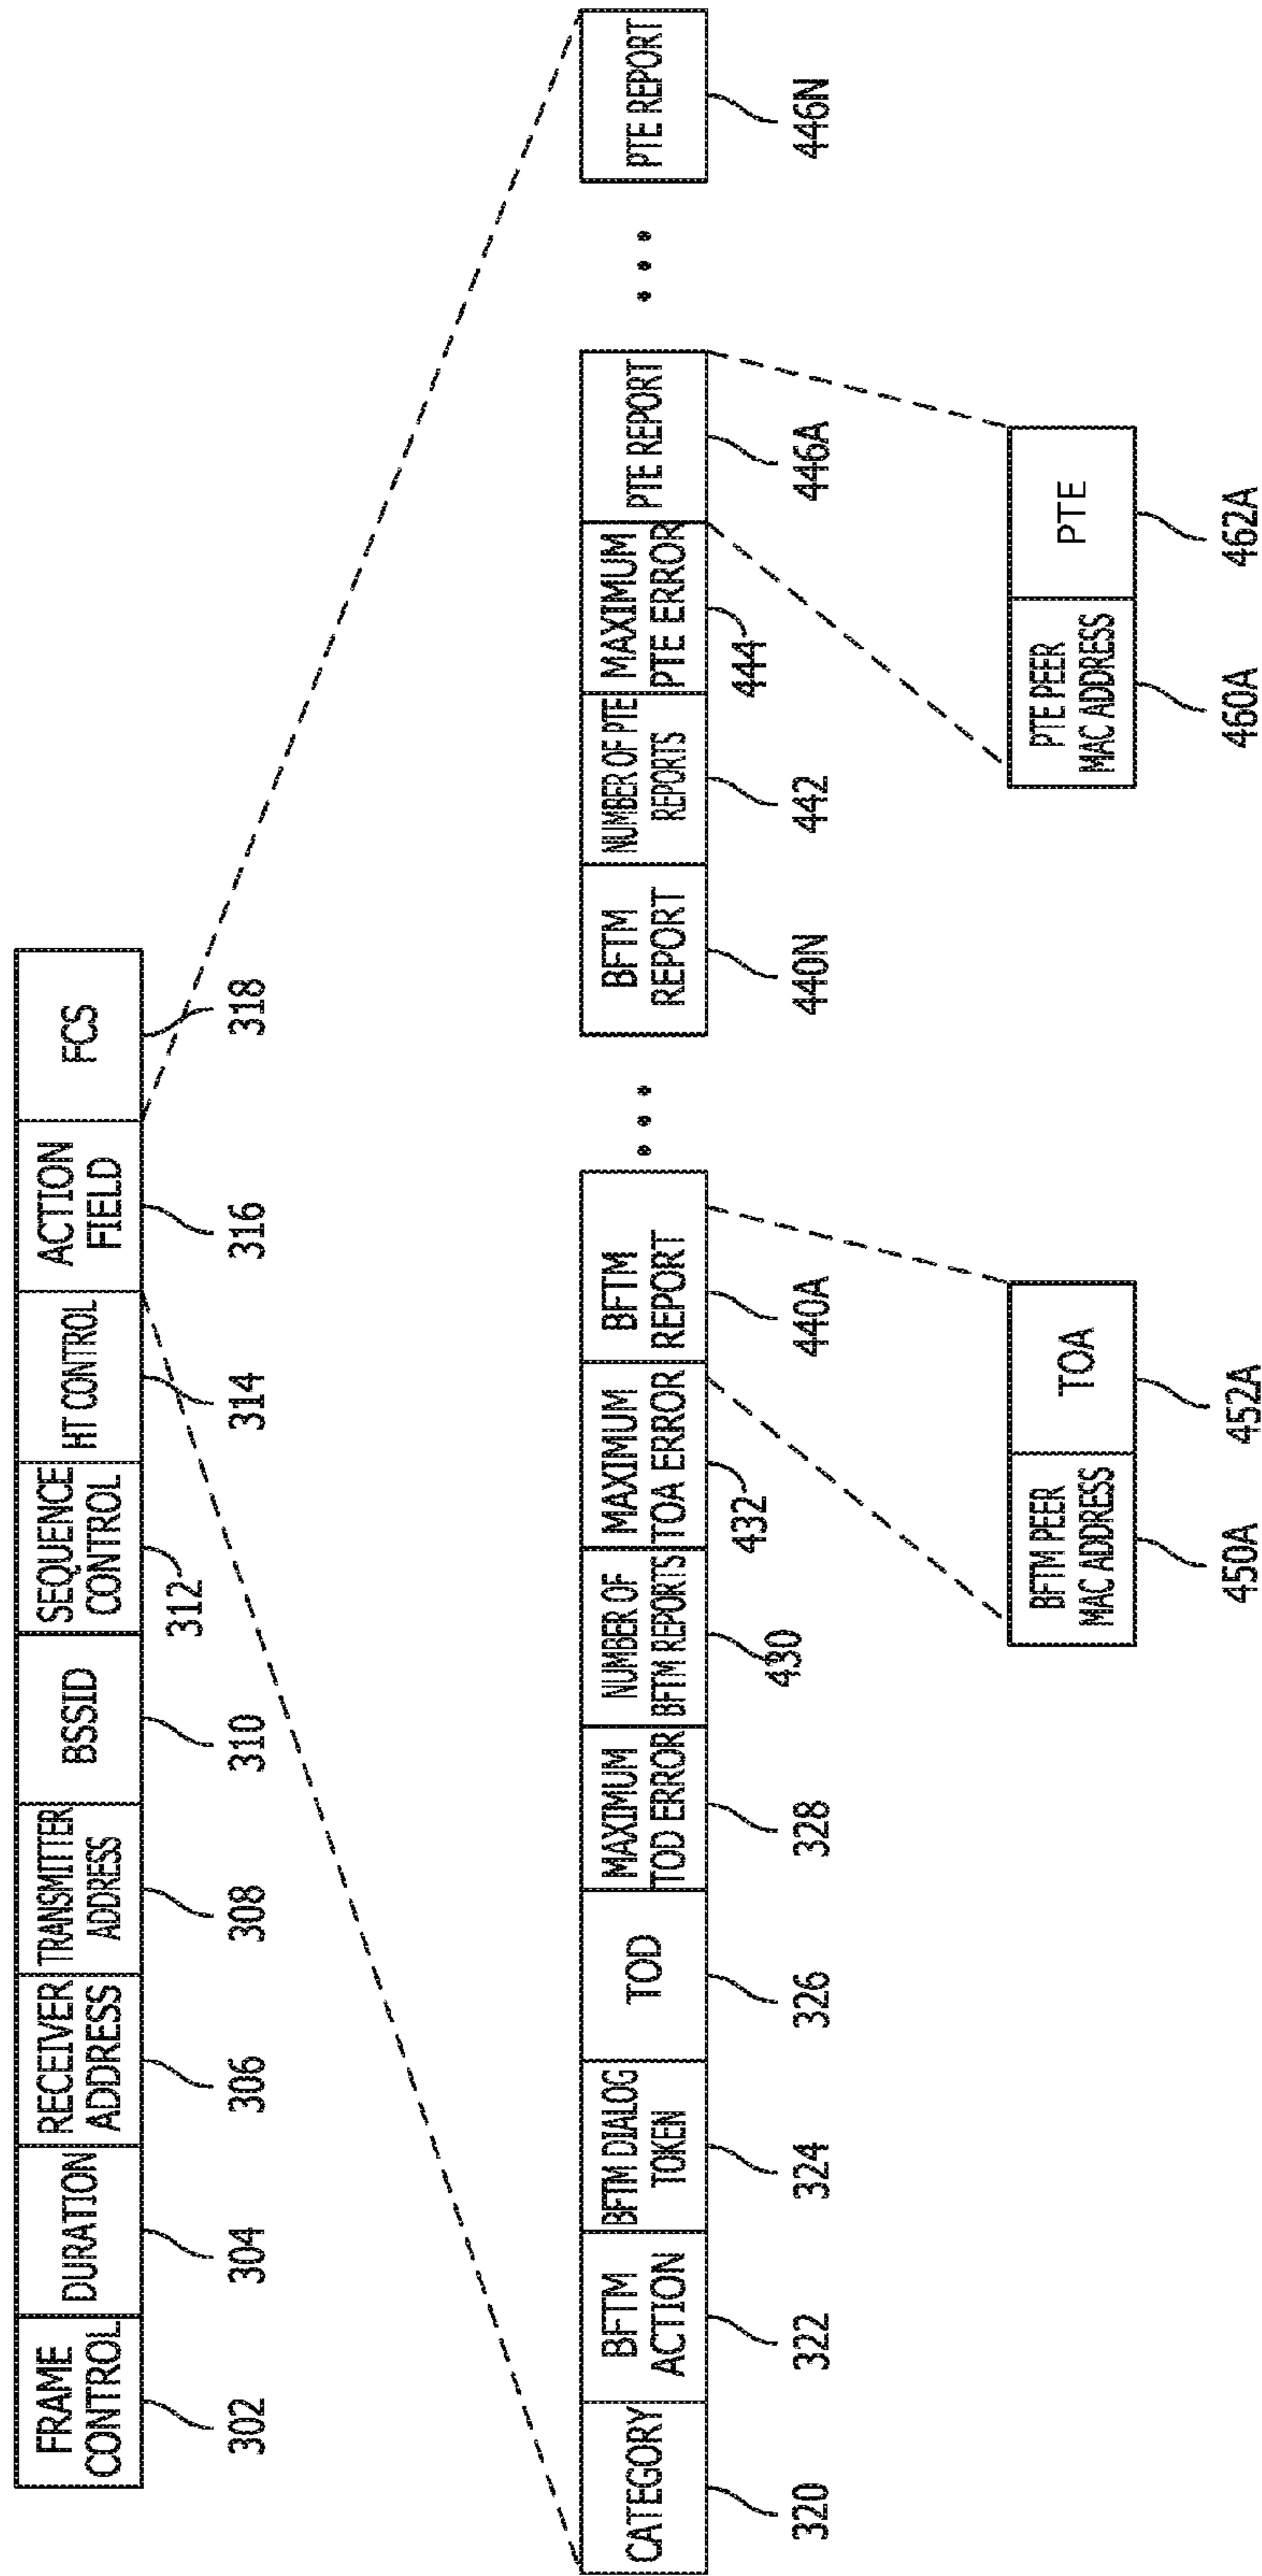 FRAME
CONTROL
DURATION
RECEIVER
ADDRESS
TRANSMITTER
ADDRESS
BSSID
SEQUENCE
CONTROL
HT CONTROL
ACTION
FIELD
FCS
302
304
306
308
310
312
314
316
318
CATEGORY
BFTM
ACTION
BFTM DIALOG
TOKEN
TOD
MAXIMUM
TOD ERROR
NUMBER OF
BFTM REPORTS
MAXIMUM
TOA ERROR
BFTM
REPORT
• • •
BFTM
REPORT
NUMBER OF PTE
REPORTS
MAXIMUM
PTE ERROR
PTE REPORT
• • •
PTE REPORT
320
322
324
326
328
430
432
440A
440N
442
444
446A
446N
BFTM PEER
MAC ADDRESS
TOA
PTE PEER
MAC ADDRESS
PTE
450A
452A
460A
462A